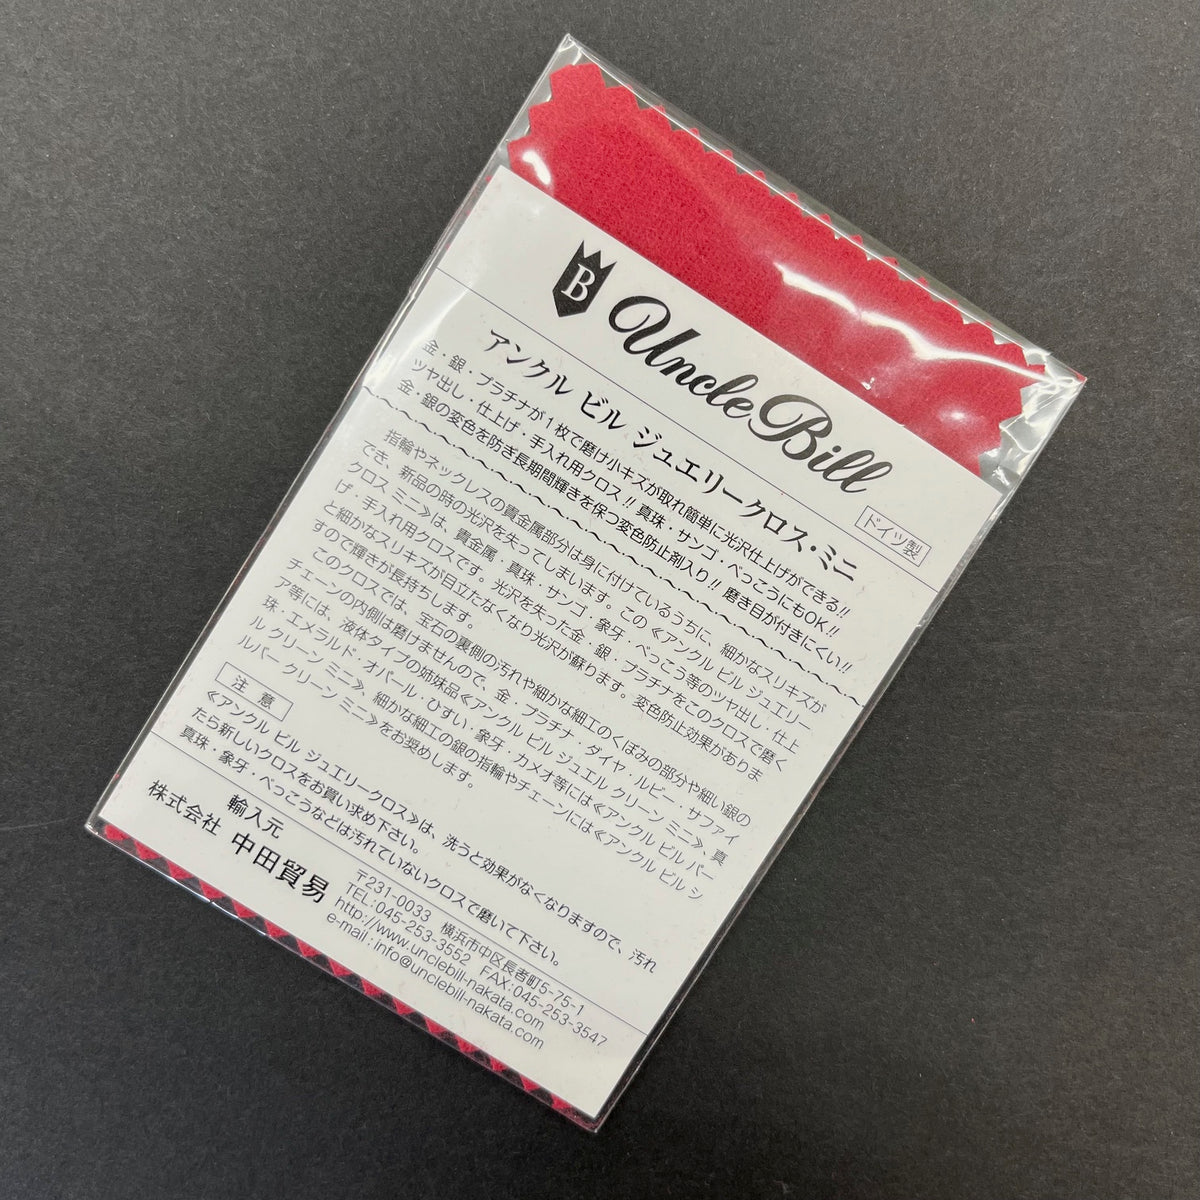 B
Uncle Bill
ドイツ製
アンクル ビル ジュエリークロス・ミニ
金・銀・プラチナが1枚で磨け小キズが取れ簡単に光沢仕上げができる!!
ツヤ出し・仕上げ・手入れ用クロス!! 真珠・サンゴ・べっこうにもOK!!
金・銀の変色を防ぎ長期間輝きを保つ変色防止剤入り!! 磨き目が付きにくい!!
指輪やネックレスの貴金属部分は身に付けているうちに、細かなスリキズが
でき、新品の時の光沢を失ってしまいます。この《アンクル ビル ジュエリー
クロス ミニ》は、貴金属、真珠・サンゴ・象牙・べっこう等のツヤ出し・仕上
げ・手入れ用クロスです。光沢を失った金・銀・プラチナをこのクロスで磨く
と細かなスリキズが目立たなくなり光沢が蘇ります。変色防止効果がありま
すので輝きが長持ちします。
このクロスでは、宝石の裏側の汚れや細かな細工のくぼみの部分や細い銀の
チェーンの内側は磨けませんので、金・プラチナ・ダイヤ・ルビー・サファイ
ア等には、液体タイプの姉妹品《アンクル ビル ジュエル クリーン ミニ》、真
珠・エメラルド・オパール・ひすい・象牙・カメオ等には《アンクル ビル パー
ル クリーン ミニ》、細かな細工の銀の指輪やチェーンには《アンクル ビル シ
ルバー クリーン ミニ》をお奨めします。
注 意
《アンクル ビル ジュエリークロス》は、洗うと効果がなくなりますので、汚れ
たら新しいクロスをお買い求め下さい。
真珠・象牙・べっこうなどは汚れていないクロスで磨いて下さい。
輸入元
株式会社 中田貿易
〒231-0033 横浜市中区長者町5-75-1
TEL:045-253-3552 FAX:045-253-3547
http://www.unclebill-nakata.com
e-mail:info@unclebill-nakata.com